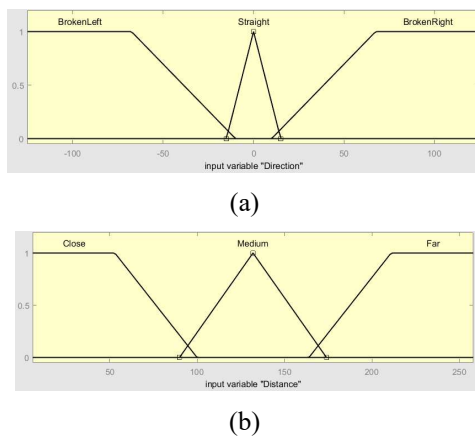 BrokenLeft Straight BrokenRight
1
0.5
0
-100 -50 0 50 100
input variable "Direction"
(a)
Close Medium Far
1
0.5
0
50 100 150 200 250
input variable "Distance"
(b)